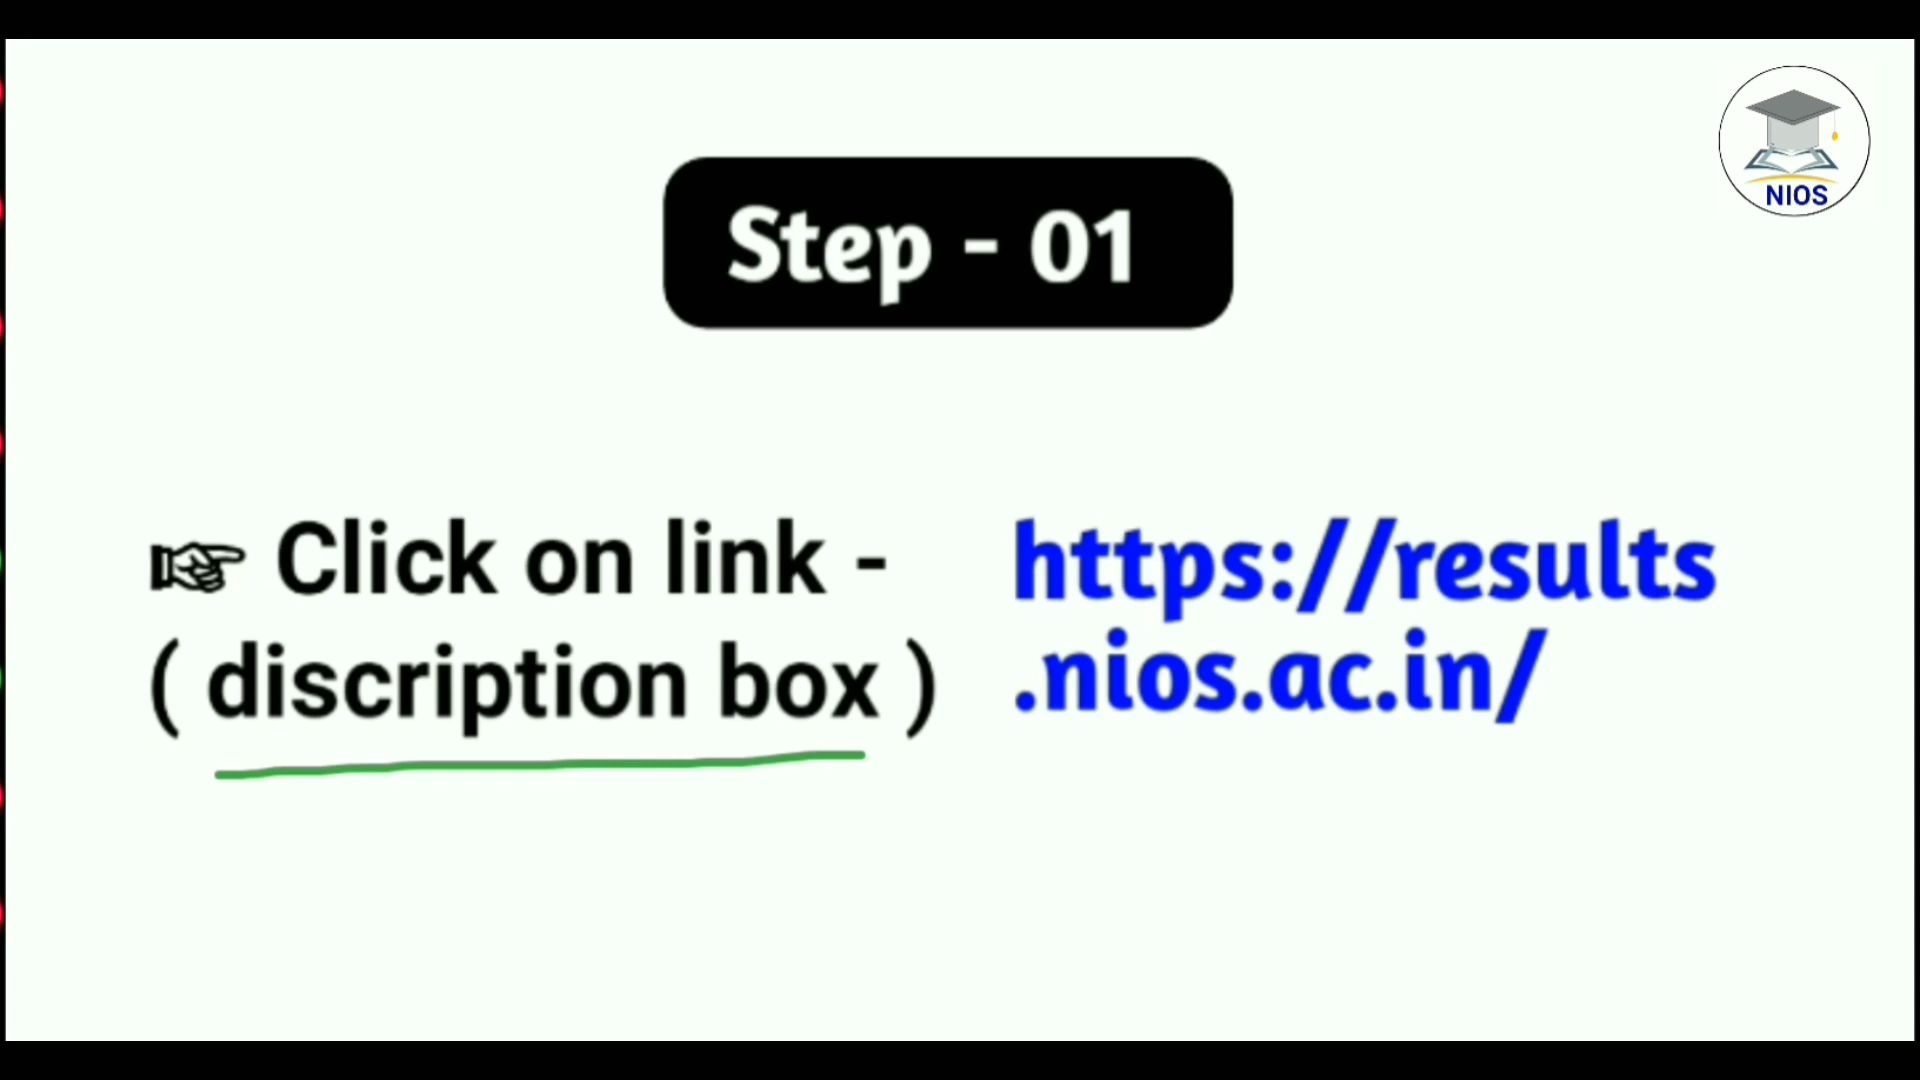 NIOS
Step - 01
☞ Click on link -
( discription box )
https://results
.nios.ac.in/